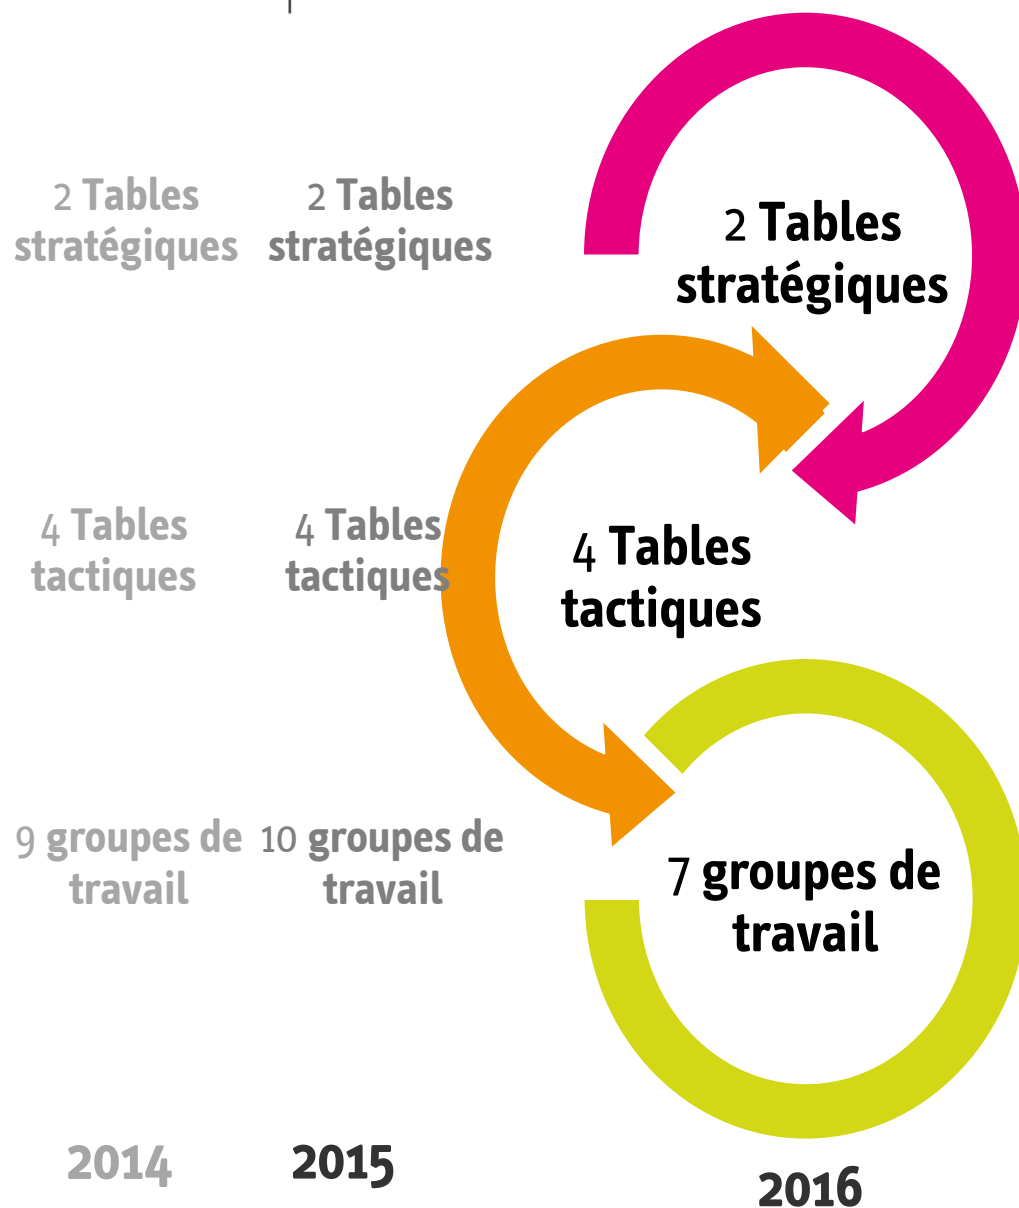 2 Tables
stratégiques
2 Tables
stratégiques
2 Tables
stratégiques
4 Tables
tactiques
4 Tables
tactiques
4 Tables
tactiques
9 groupes de
travail
10 groupes de
travail
7 groupes de
travail
2014
2015
2016